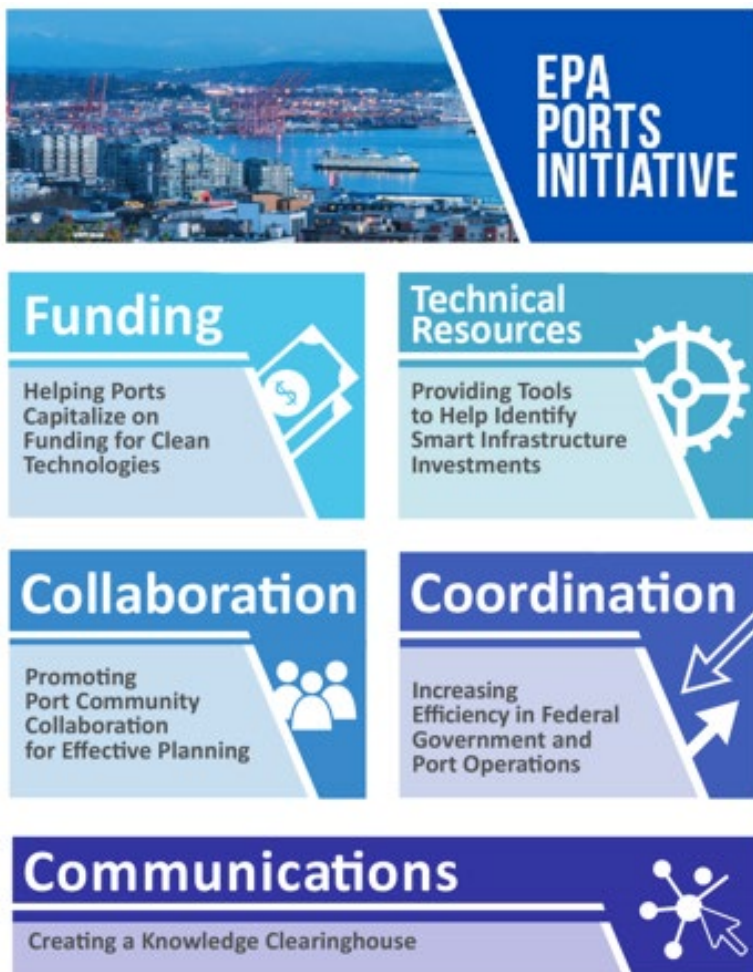 EPA
PORTS
INITIATIVE
Funding
Helping Ports
Capitalize on
Funding for Clean
Technologies
Technical
Resources
Providing Tools
to Help Identify
Smart Infrastructure
Investments
Collaboration
Promoting
Port Community
Collaboration
for Effective Planning
Coordination
Increasing
Efficiency in Federal
Government and
Port Operations
Communications
Creating a Knowledge Clearinghouse